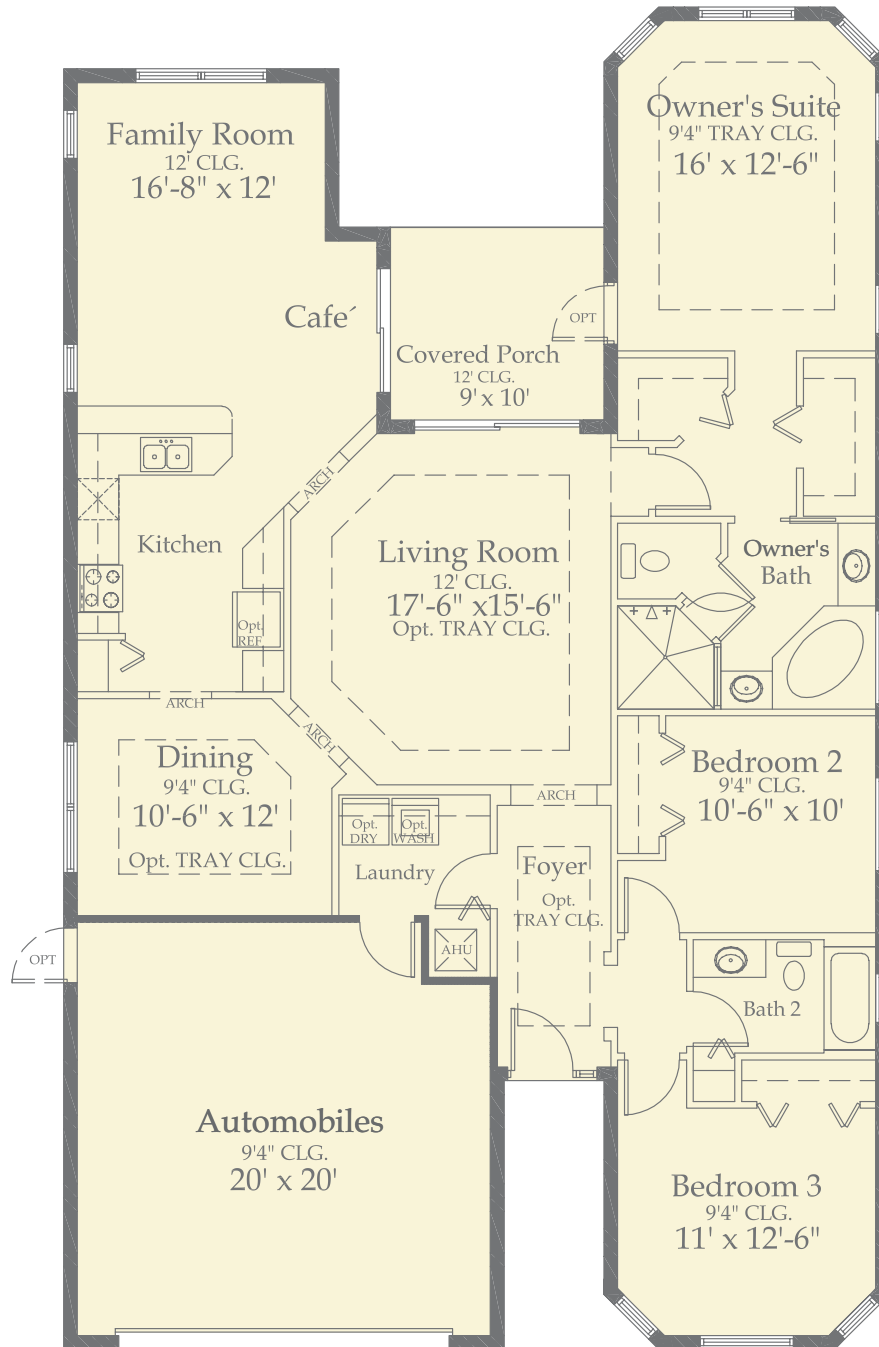 Owner's Suite
9'4" TRAY CLG.
16' x 12'-6"
Family Room
12' CLG.
16'-8" x 12'
Cafe´
OPT
Covered Porch
12' CLG.
9' x 10'
ARCH
Kitchen
Living Room
12' CLG.
17'-6" x15'-6"
Opt. TRAY CLG.
Owner's
Bath
Opt.
REF
ARCH
ARCH
Dining
9'4" CLG.
10'-6" x 12'
Opt. TRAY CLG.
Bedroom 2
9'4" CLG.
10'-6" x 10'
ARCH
Opt.
DRY
Opt.
WASH
Laundry
Foyer
Opt.
TRAY CLG.
AHU
OPT
Bath 2
Automobiles
9'4" CLG.
20' x 20'
Bedroom 3
9'4" CLG.
11' x 12'-6"